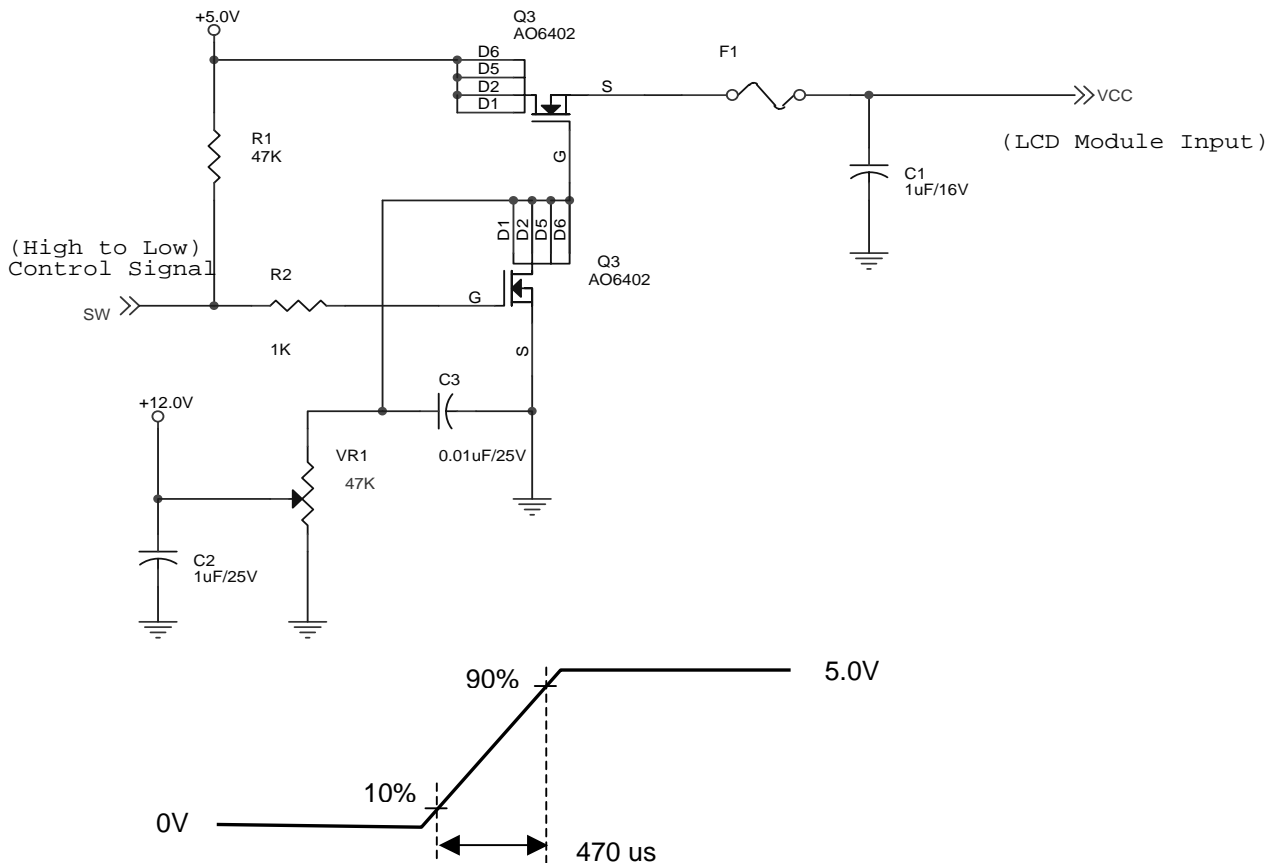 +5.0V
Q3
AO6402
D6
D5
D2
D1
S
F1
VCC
(LCD Module Input)
R1
47K
G
C1
1uF/16V
D1
D2
D5
D6
(High to Low)
Control Signal
SW
R2
1K
G
Q3
AO6402
S
C3
0.01uF/25V
+12.0V
VR1
47K
C2
1uF/25V
90%
5.0V
10%
0V
470 us